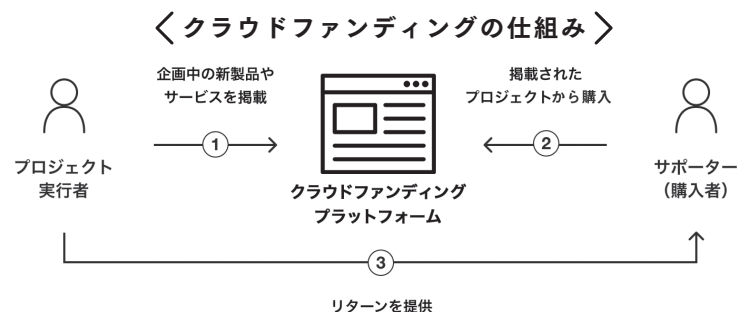 〈クラウドファンディングの仕組み〉
企画中の新製品や
サービスを掲載
掲載された
プロジェクトから購入
1
2
プロジェクト
実行者
クラウドファンディング
プラットフォーム
サポーター
（購入者）
3
リターンを提供